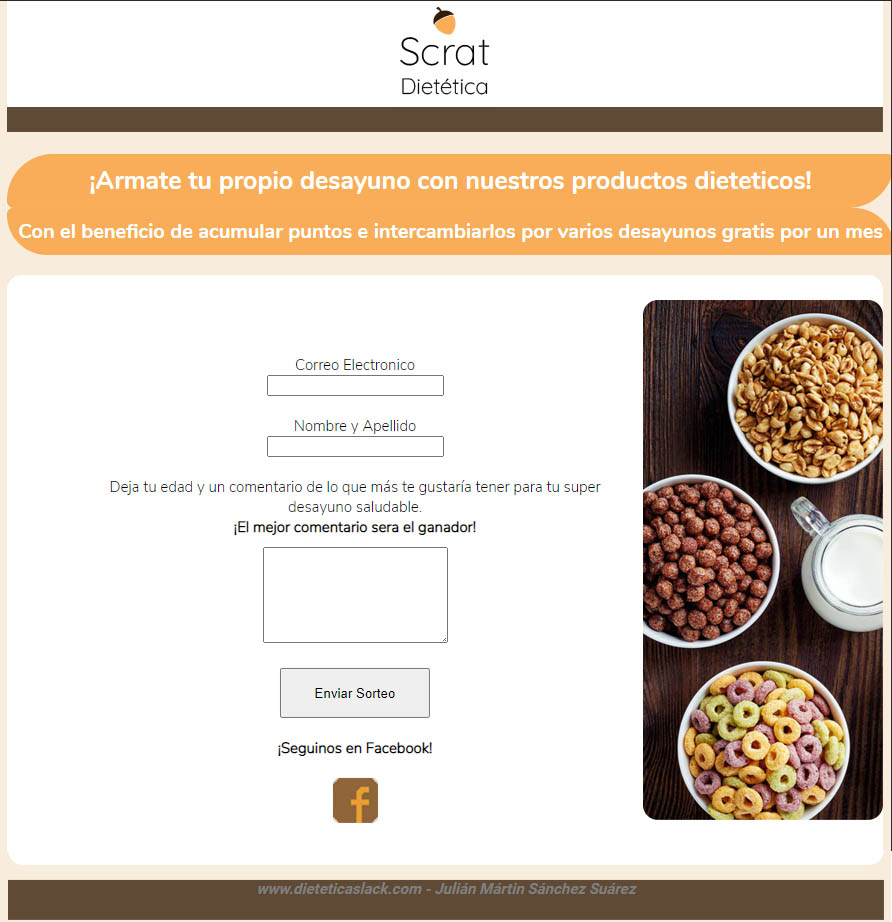 Scrat
Dietética
¡Armate tu propio desayuno con nuestros productos dieteticos!
Con el beneficio de acumular puntos e intercambiarlos por varios desayunos gratis por un mes
Correo Electronico
Nombre y Apellido
Deja tu edad y un comentario de lo que más te gustaría tener para tu super
desayuno saludable.
¡El mejor comentario sera el ganador!
Enviar Sorteo
¡Seguinos en Facebook!
f
www.dieteticaslack.com - Julián Mártin Sánchez Suárez